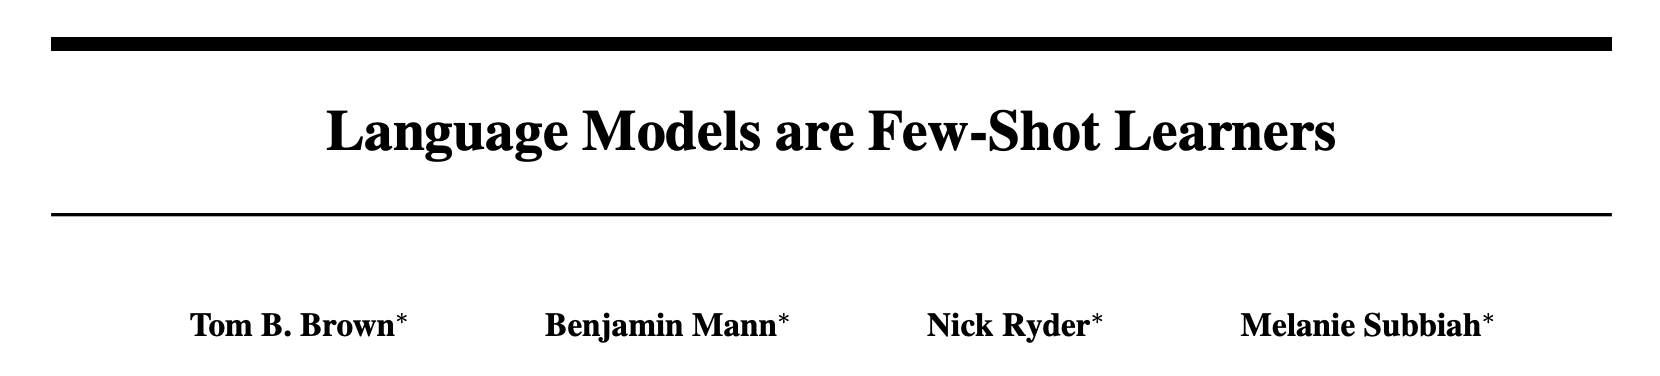 Language Models are Few-Shot Learners
Tom B. Brown* Benjamin Mann* Nick Ryder* Melanie Subbiah*